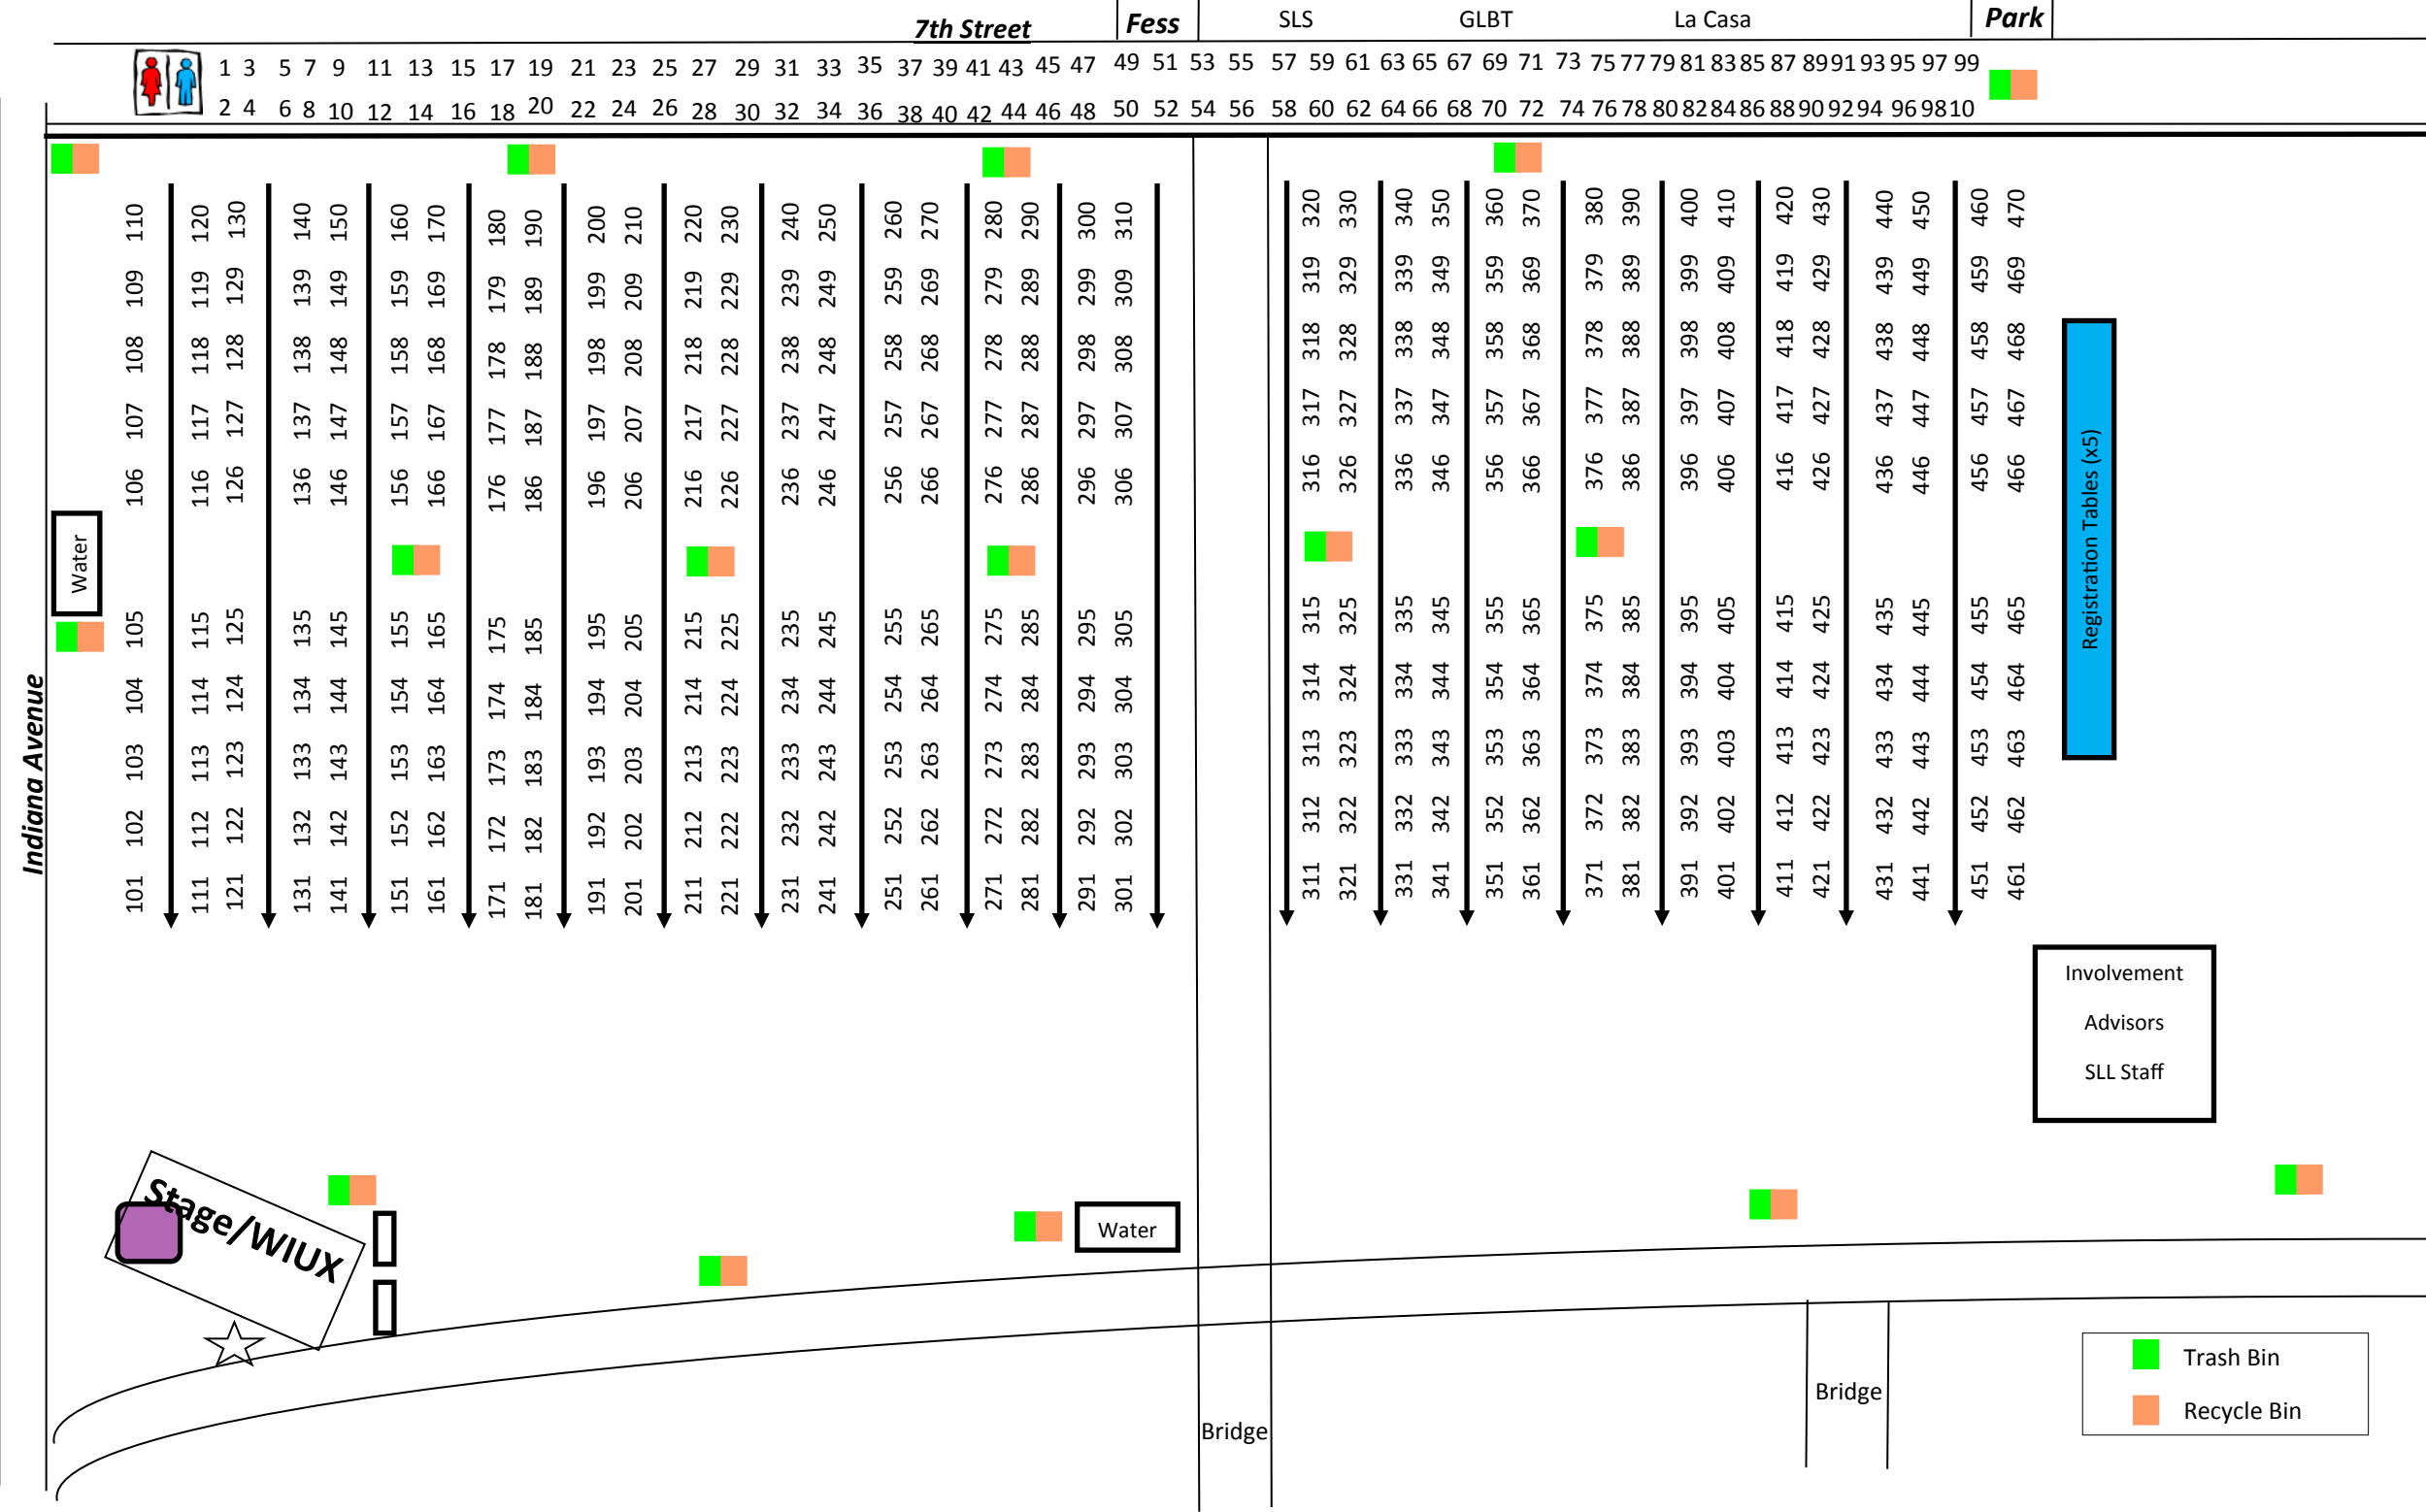 7th Street Fess SLS GLBT La Casa Park
1 3 5 7 9 11 13 15 17 19 21 23 25 27 29 31 33 35 37 39 41 43 45 47 49 51 53 55 57 59 61 63 65 67 69 71 73 75 77 79 81 83 85 87 89 91 93 95 97 99
2 4 6 8 10 12 14 16 18 20 22 24 26 28 30 32 34 36 38 40 42 44 46 48 50 52 54 56 58 60 62 64 66 68 70 72 74 76 78 80 82 84 86 88 90 92 94 96 98 10
110 120 130 140 150 160 170 180 190 200 210 220 230 240 250 260 270 280 290 300 310 320 330 340 350 360 370 380 390 400 410 420 430 440 450 460 470
109 119 129 139 149 159 169 179 189 199 209 219 229 239 249 259 269 279 289 299 309 319 329 339 349 359 369 379 389 399 409 419 429 439 449 459 469
108 118 128 138 148 158 168 178 188 198 208 218 228 238 248 258 268 278 288 298 308 318 328 338 348 358 368 378 388 398 408 418 428 438 448 458 468
107 117 127 137 147 157 167 177 187 197 207 217 227 237 247 257 267 277 287 297 307 317 327 337 347 357 367 377 387 397 407 417 427 437 447 457 467
106 116 126 136 146 156 166 176 186 196 206 216 226 236 246 256 266 276 286 296 306 316 326 336 346 356 366 376 386 396 406 416 426 436 446 456 466
Water
Registration Tables (x5)
105 115 125 135 145 155 165 175 185 195 205 215 225 235 245 255 265 275 285 295 305 315 325 335 345 355 365 375 385 395 405 415 425 435 445 455 465
104 114 124 134 144 154 164 174 184 194 204 214 224 234 244 254 264 274 284 294 304 314 324 334 344 354 364 374 384 394 404 414 424 434 444 454 464
103 113 123 133 143 153 163 173 183 193 203 213 223 233 243 253 263 273 283 293 303 313 323 333 343 353 363 373 383 393 403 413 423 433 443 453 463
102 112 122 132 142 152 162 172 182 192 202 212 222 232 242 252 262 272 282 292 302 312 322 332 342 352 362 372 382 392 402 412 422 432 442 452 462
101 111 121 131 141 151 161 171 181 191 201 211 221 231 241 251 261 271 281 291 301 311 321 331 341 351 361 371 381 391 401 411 421 431 441 451 461
Indiana Avenue
Involvement
Advisors
SLL Staff
Stage/WIUX
Water
Bridge
Bridge
Trash Bin
Recycle Bin